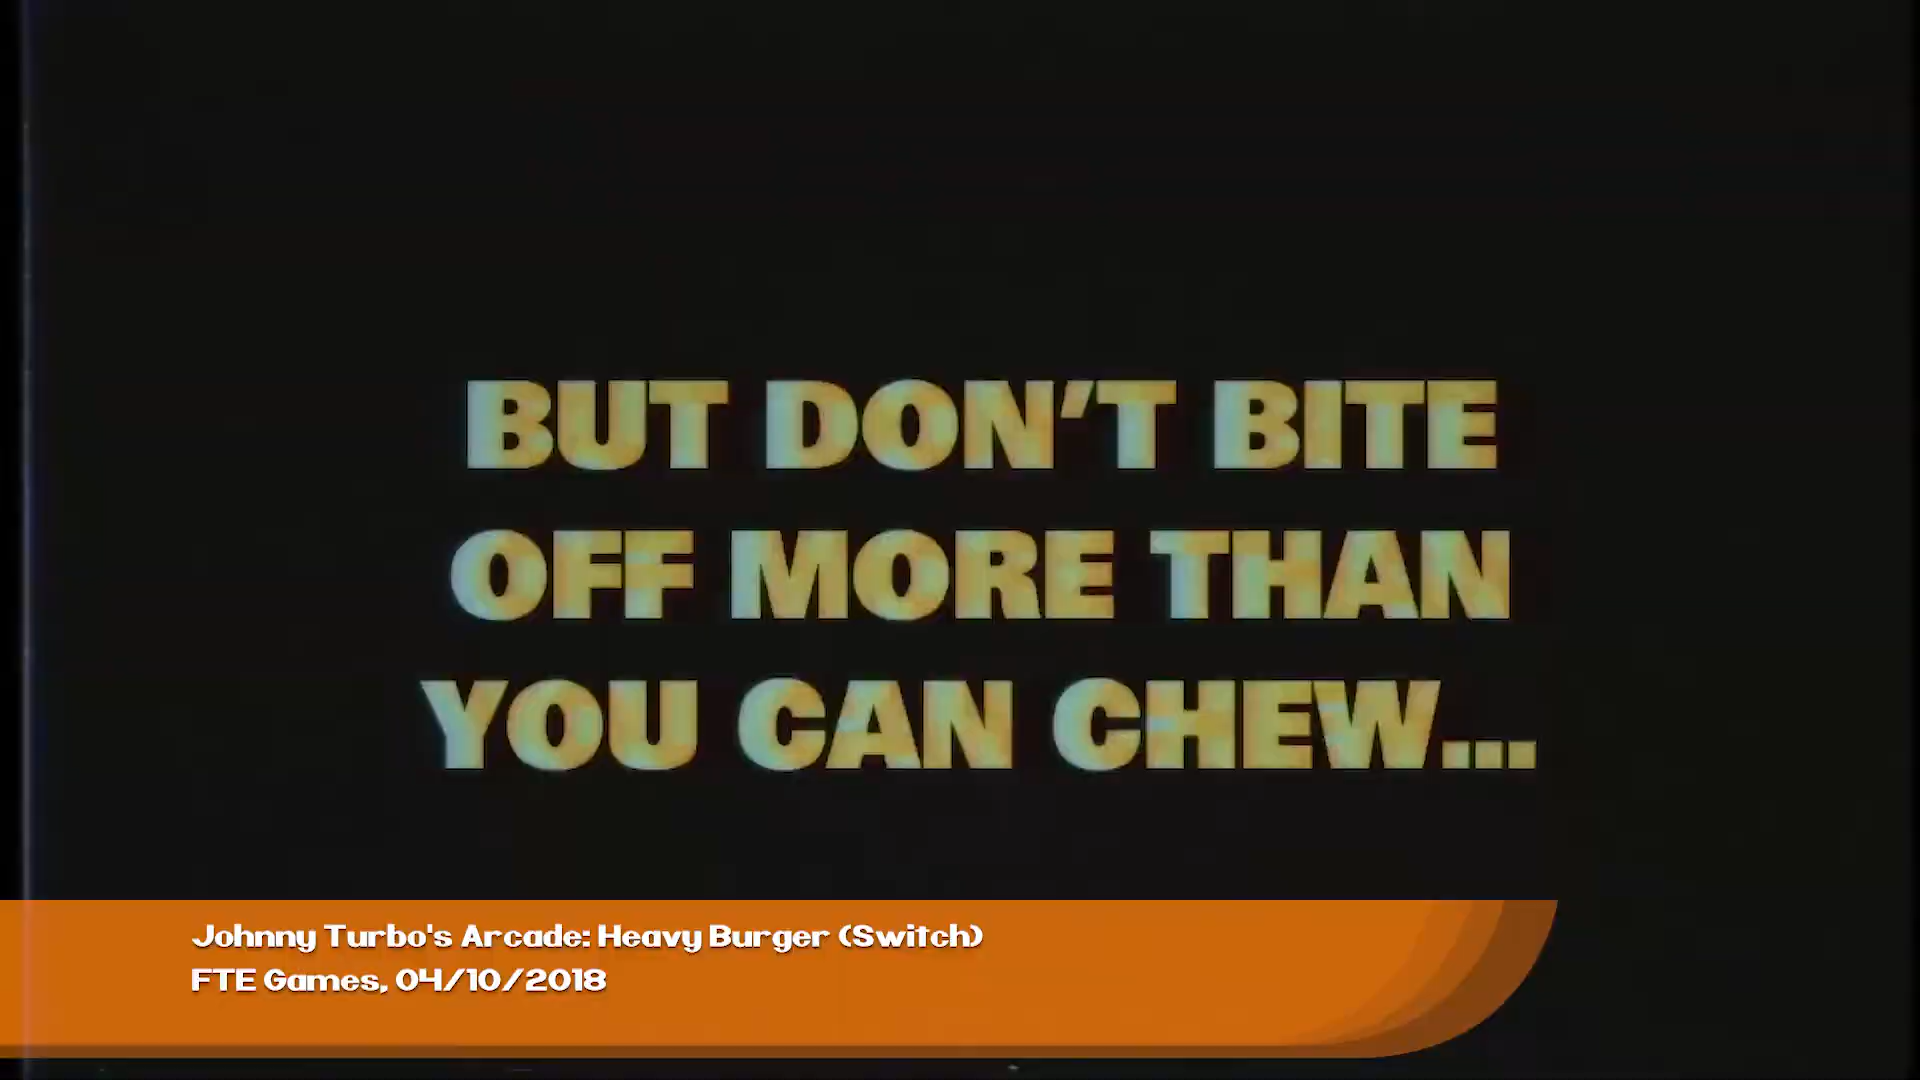 BUT DON'T BITE
OFF MORE THAN
YOU CAN CHEW...
Johnny Turbo's Arcade: Heavy Burger (Switch)
FTE Games, 04/10/2018